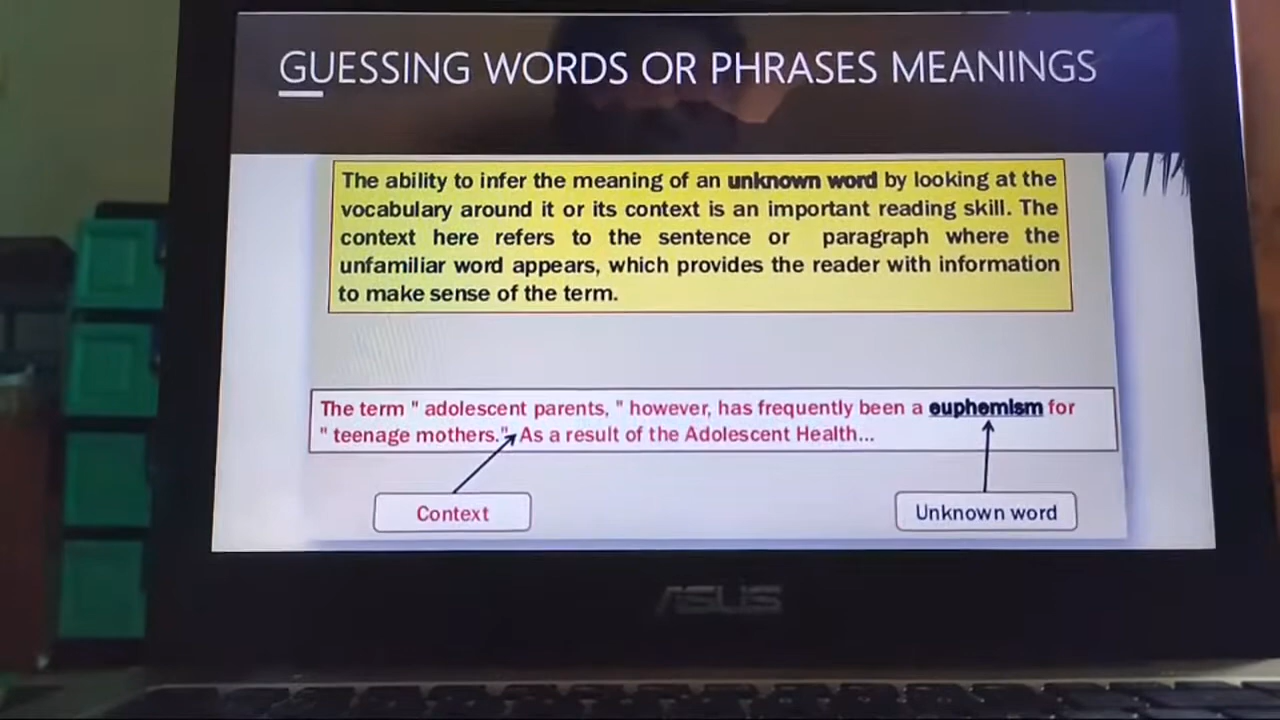 GUESSING WORDS OR PHRASES MEANINGS
The ability to infer the meaning of an unknown word by looking at the
vocabulary around it or its context is an important reading skill. The
context here refers to the sentence or paragraph where the
unfamiliar word appears, which provides the reader with information
to make sense of the term.
The term " adolescent parents, " however, has frequently been a euphemism for
" teenage mothers." As a result of the Adolescent Health...
Context
Unknown word
ASUS